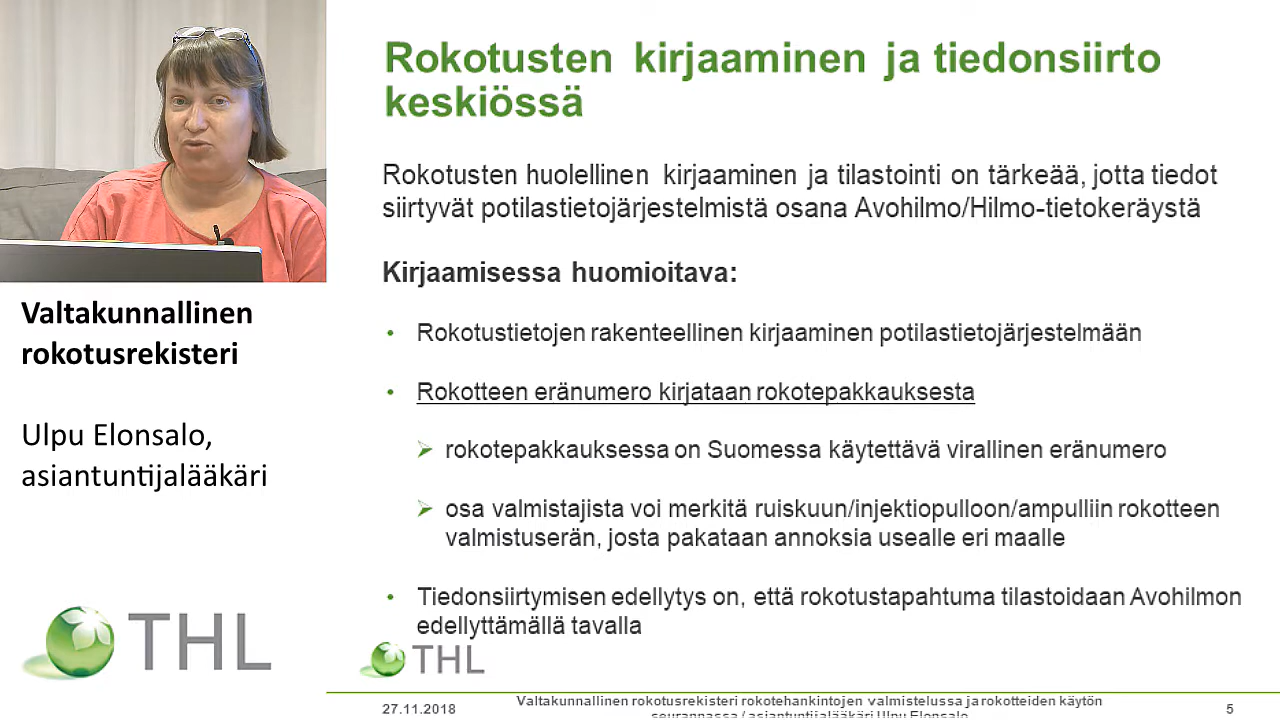 Rokotusten kirjaaminen ja tiedonsiirto
keskiössä
Rokotusten huolellinen kirjaaminen ja tilastointi on tärkeää, jotta tiedot
siirtyvät potilastietojärjestelmistä osana Avohilmo/Hilmo-tietokeräystä
Kirjaamisessa huomioitava:
• Rokotustietojen rakenteellinen kirjaaminen potilastietojärjestelmään
• Rokotteen eränumero kirjataan rokotepakkauksesta
➢ rokotepakkauksessa on Suomessa käytettävä virallinen eränumero
➢ osa valmistajista voi merkitä ruiskuun/injektiopulloon/ampulliin rokotteen
valmistuserän, josta pakataan annoksia usealle eri maalle
• Tiedonsiirtymisen edellytys on, että rokotustapahtuma tilastoidaan Avohilmon
edellyttämällä tavalla
THL
27.11.2018
Valtakunnallinen rokotusrekisteri rokotehankintojen valmistelussa ja rokotteiden käytön
seurannassa / asiantuntijalääkäri Ulpu Elonsalo
5
Valtakunnallinen
rokotusrekisteri
Ulpu Elonsalo,
asiantuntijalääkäri
THL